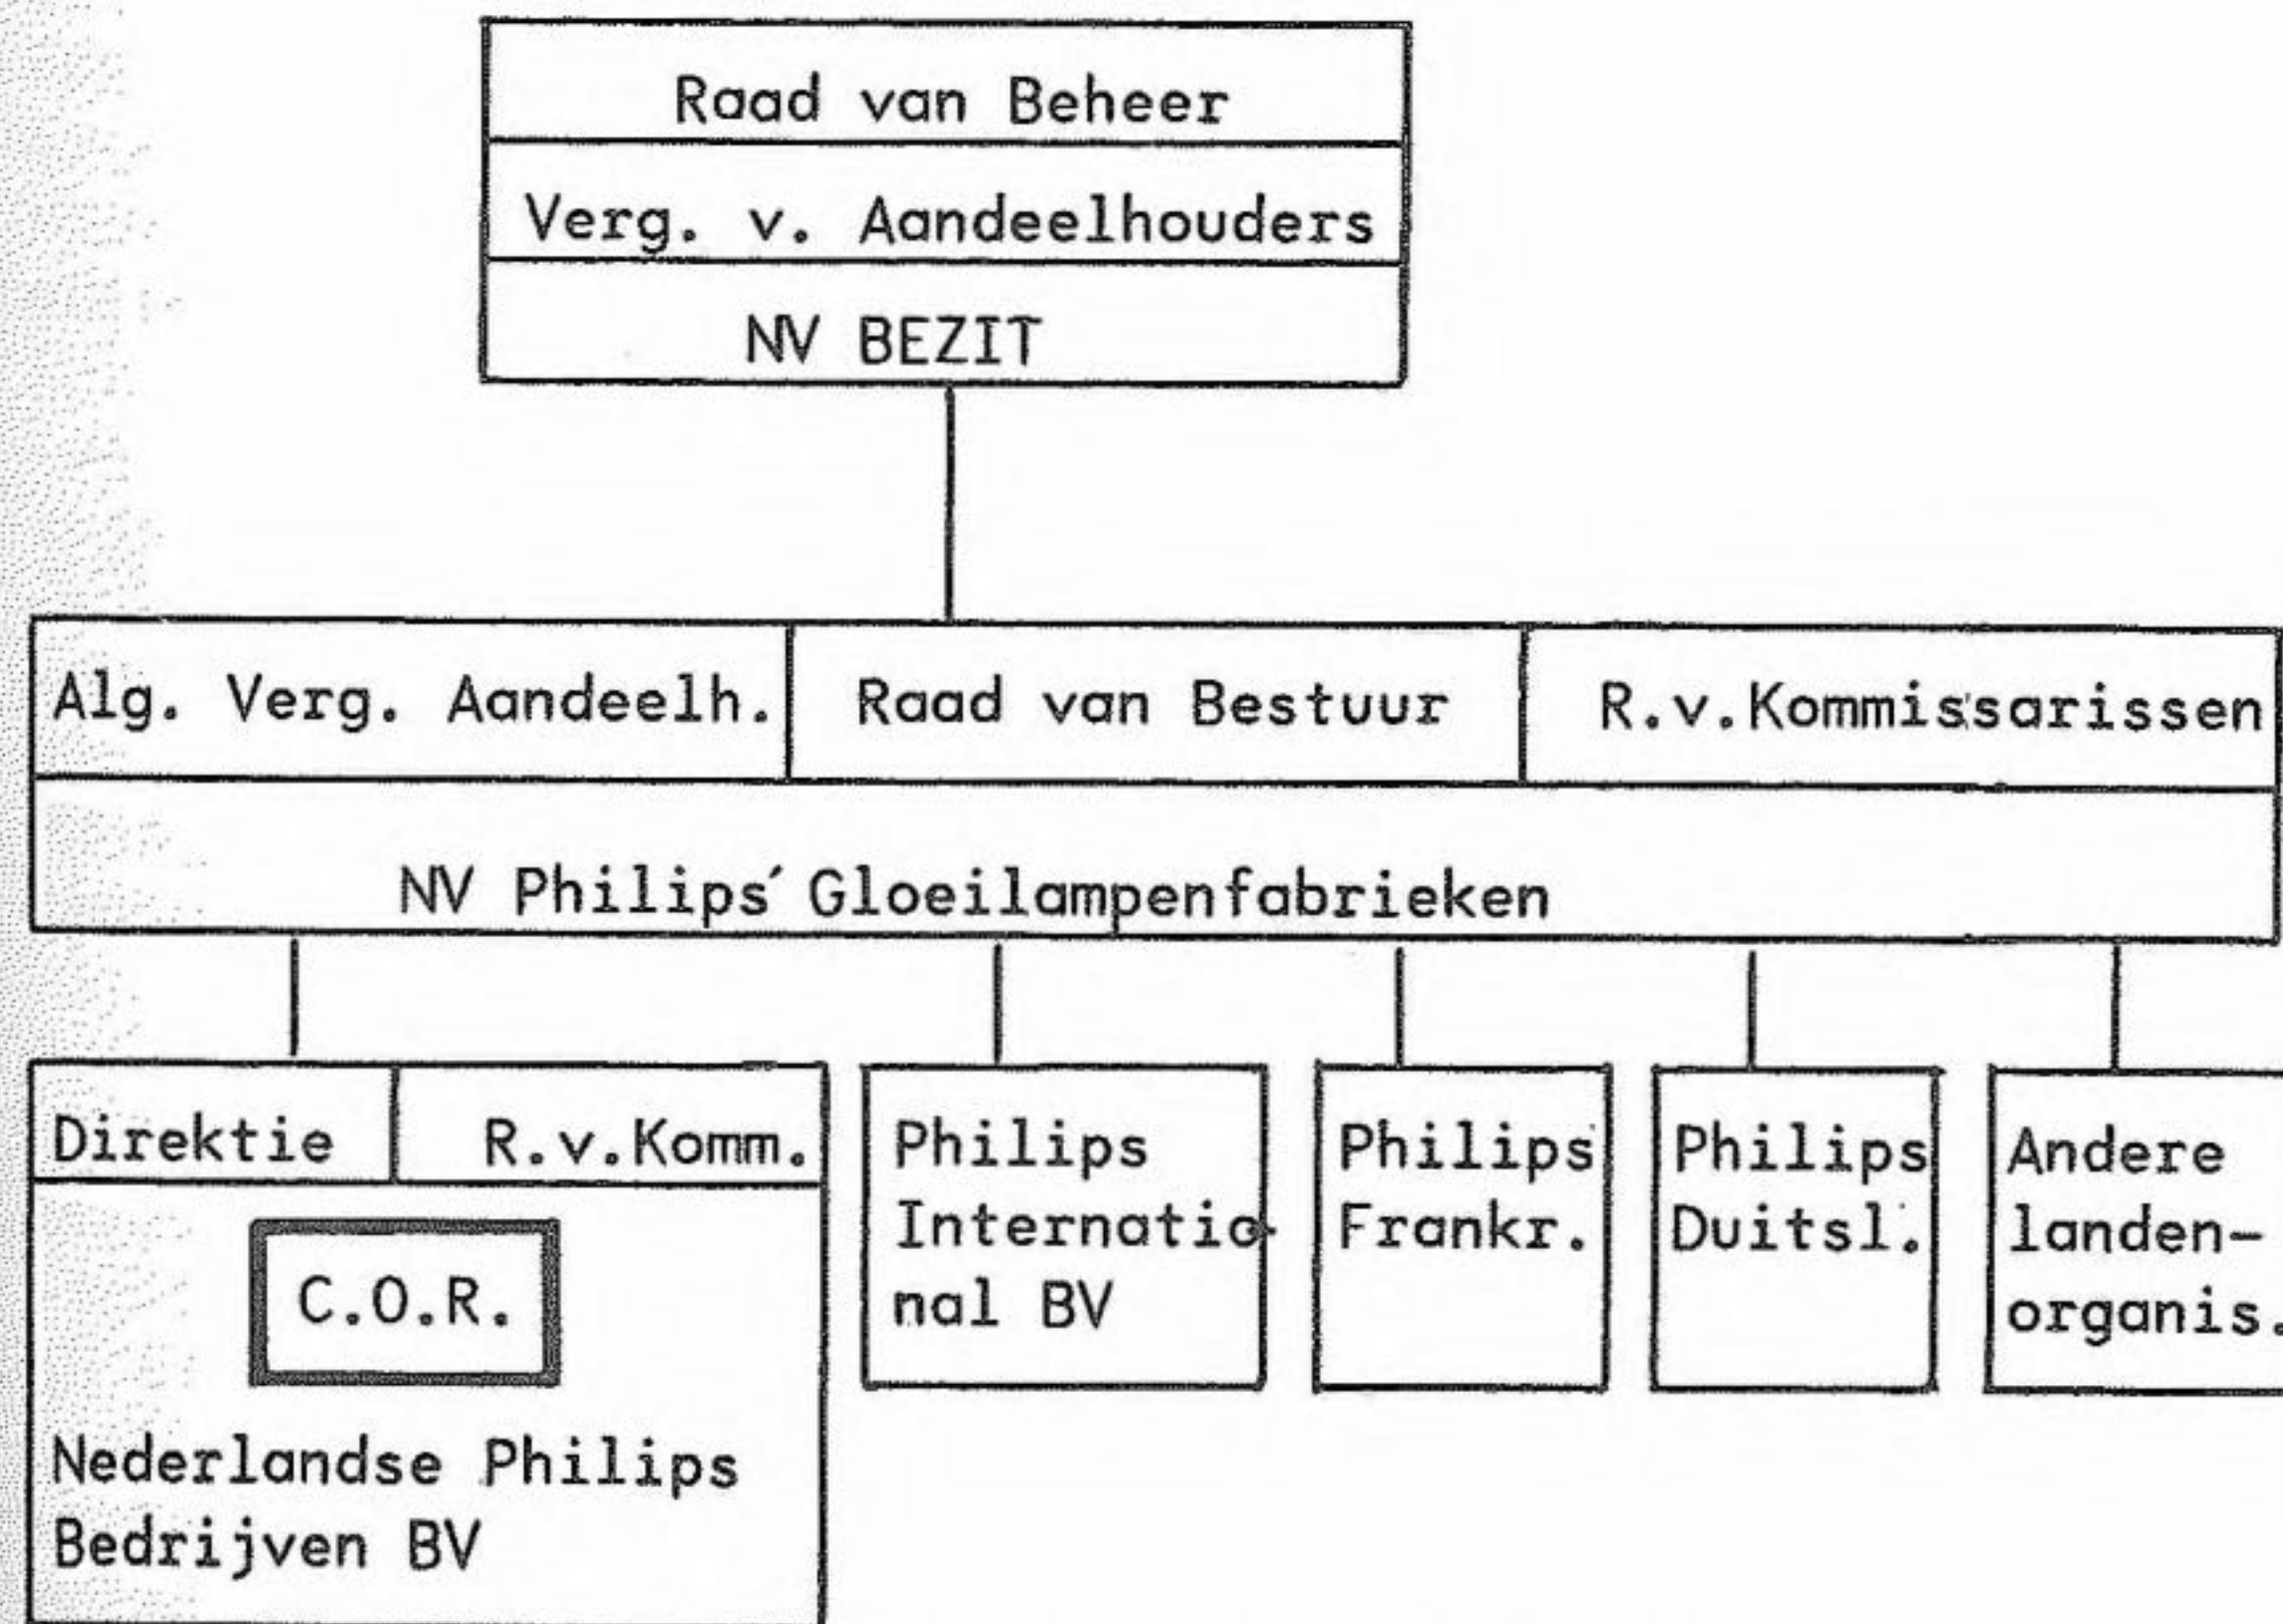 Raad van Beheer
Verg. v. Aandeelhouders
NV BEZIT
Alg. Verg. Aandeelh.
Raad van Bestuur
R.v.Kommissarissen
NV Philips' Gloeilampenfabrieken
Direktie
R.v.Komm.
C.O.R.
Nederlandse Philips
Bedrijven BV
Philips
Internatio-
nal BV
Philips
Frankr.
Philips
Duitsl.
Andere
landen-
organis.